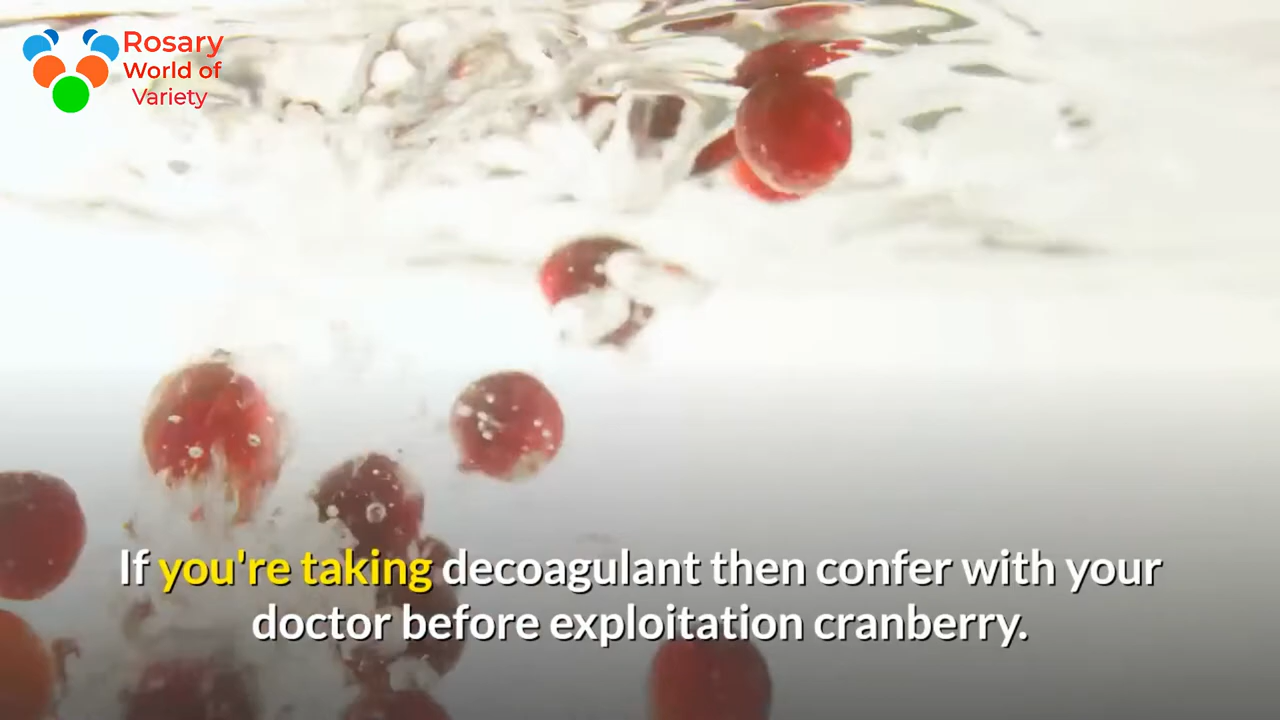 Rosary
World of
Variety
If you're taking decoagulant then confer with your
doctor before exploitation cranberry.